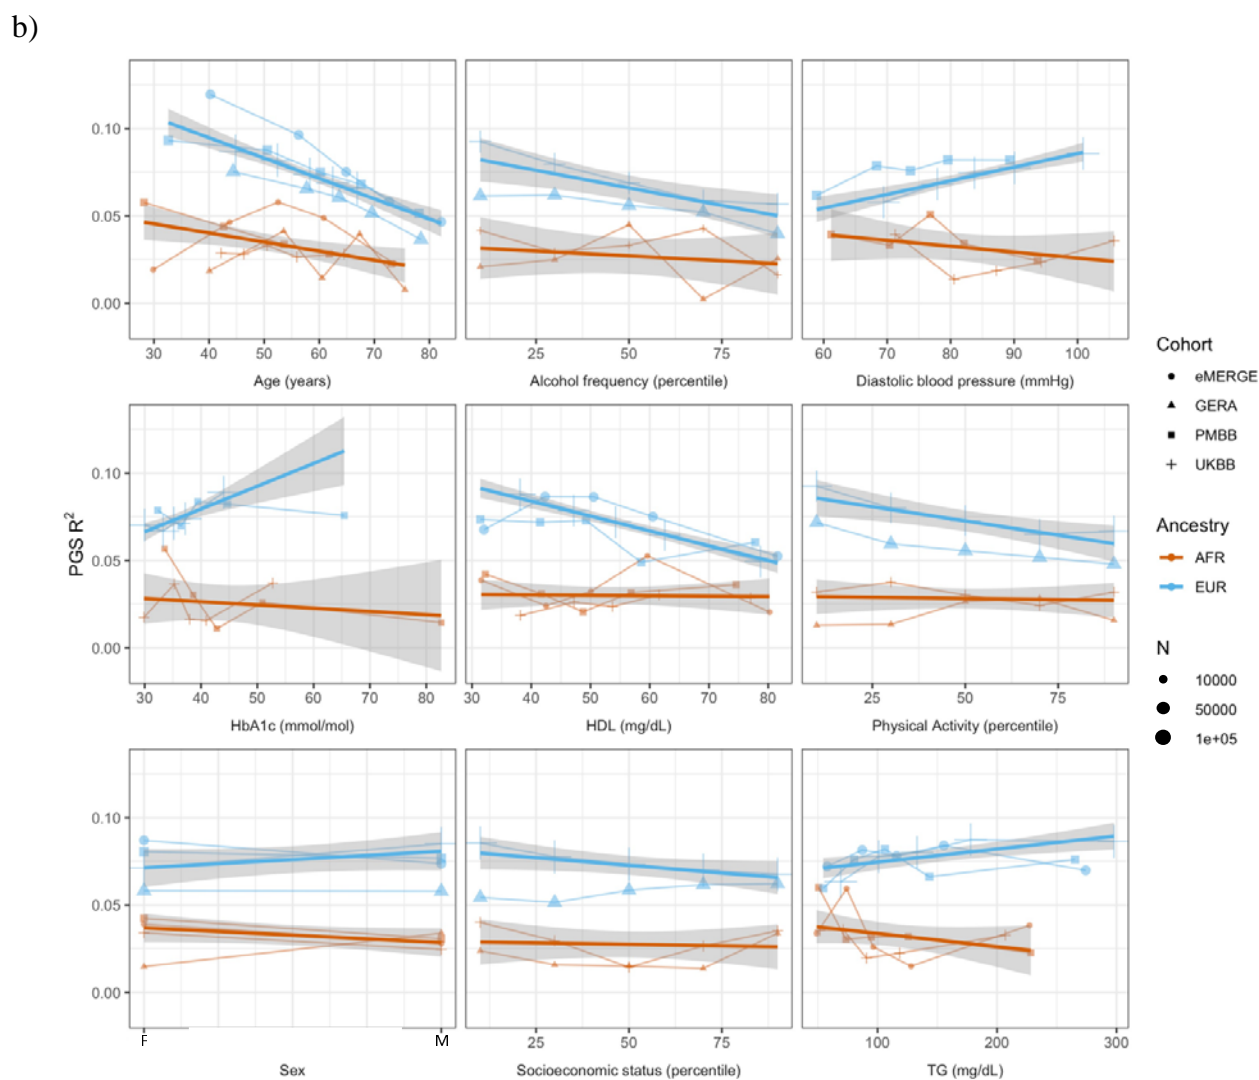 b)
0.10
0.05
0.00
30 40 50 60 70 80
25 50 75
60 70 80 90 100
Age (years)
Alcohol frequency (percentile)
Diastolic blood pressure (mmHg)
PGS R²
0.10
0.05
0.00
30 40 50 60 70 80
30 40 50 60 70 80
25 50 75
HbA1c (mmol/mol)
HDL (mg/dL)
Physical Activity (percentile)
0.10
0.05
0.00
F M
25 50 75
100 200 300
Sex
Socioeconomic status (percentile)
TG (mg/dL)
Cohort
eMERGE
GERA
PMBB
UKBB
Ancestry
AFR
EUR
N
10000
50000
1e+05